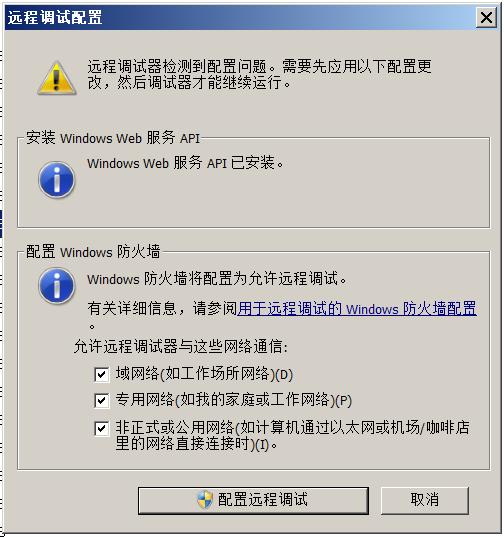 远程调试配置
远程调试器检测到配置问题。需要先应用以下配置更
改，然后调试器才能继续运行。
安装 Windows Web 服务 API
Windows Web 服务 API 已安装。
配置 Windows 防火墙
Windows 防火墙将配置为允许远程调试。
有关详细信息，请参阅用于远程调试的 Windows 防火墙配置
。
允许远程调试器与这些网络通信:
域网络(如工作场所网络)(D)
专用网络(如我的家庭或工作网络)(P)
非正式或公用网络(如计算机通过以太网或机场/咖啡店
里的网络直接连接时)(I)。
配置远程调试
取消